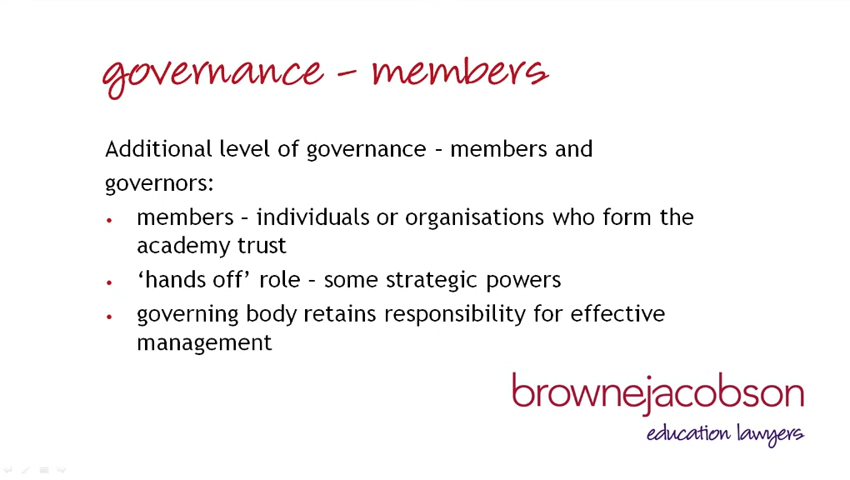 governance – members
Additional level of governance – members and
governors:
• members – individuals or organisations who form the
academy trust
• ‘hands off’ role – some strategic powers
• governing body retains responsibility for effective
management
brownejacobson
education lawyers